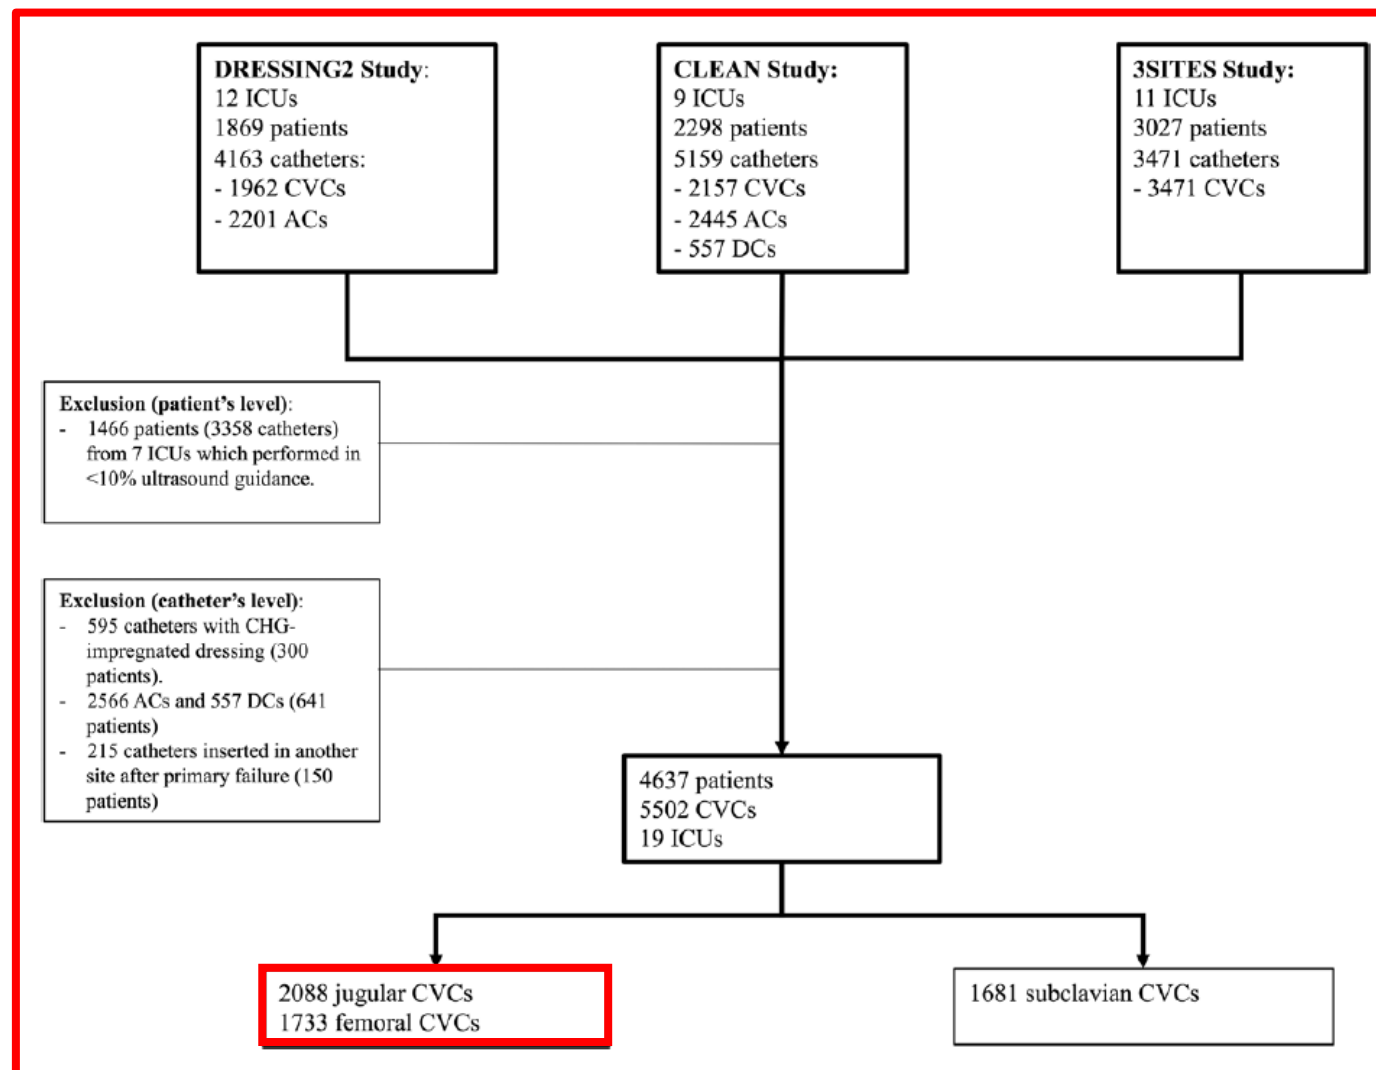 DRESSING2 Study:
12 ICUs
1869 patients
4163 catheters:
- 1962 CVCs
- 2201 ACs
CLEAN Study:
9 ICUs
2298 patients
5159 catheters
- 2157 CVCs
- 2445 ACs
- 557 DCs
3SITES Study:
11 ICUs
3027 patients
3471 catheters
- 3471 CVCs
Exclusion (patient's level):
- 1466 patients (3358 catheters)
from 7 ICUs which performed in
<10% ultrasound guidance.
Exclusion (catheter's level):
- 595 catheters with CHG-
impregnated dressing (300
patients).
- 2566 ACs and 557 DCs (641
patients)
- 215 catheters inserted in another
site after primary failure (150
patients)
4637 patients
5502 CVCs
19 ICUs
2088 jugular CVCs
1733 femoral CVCs
1681 subclavian CVCs